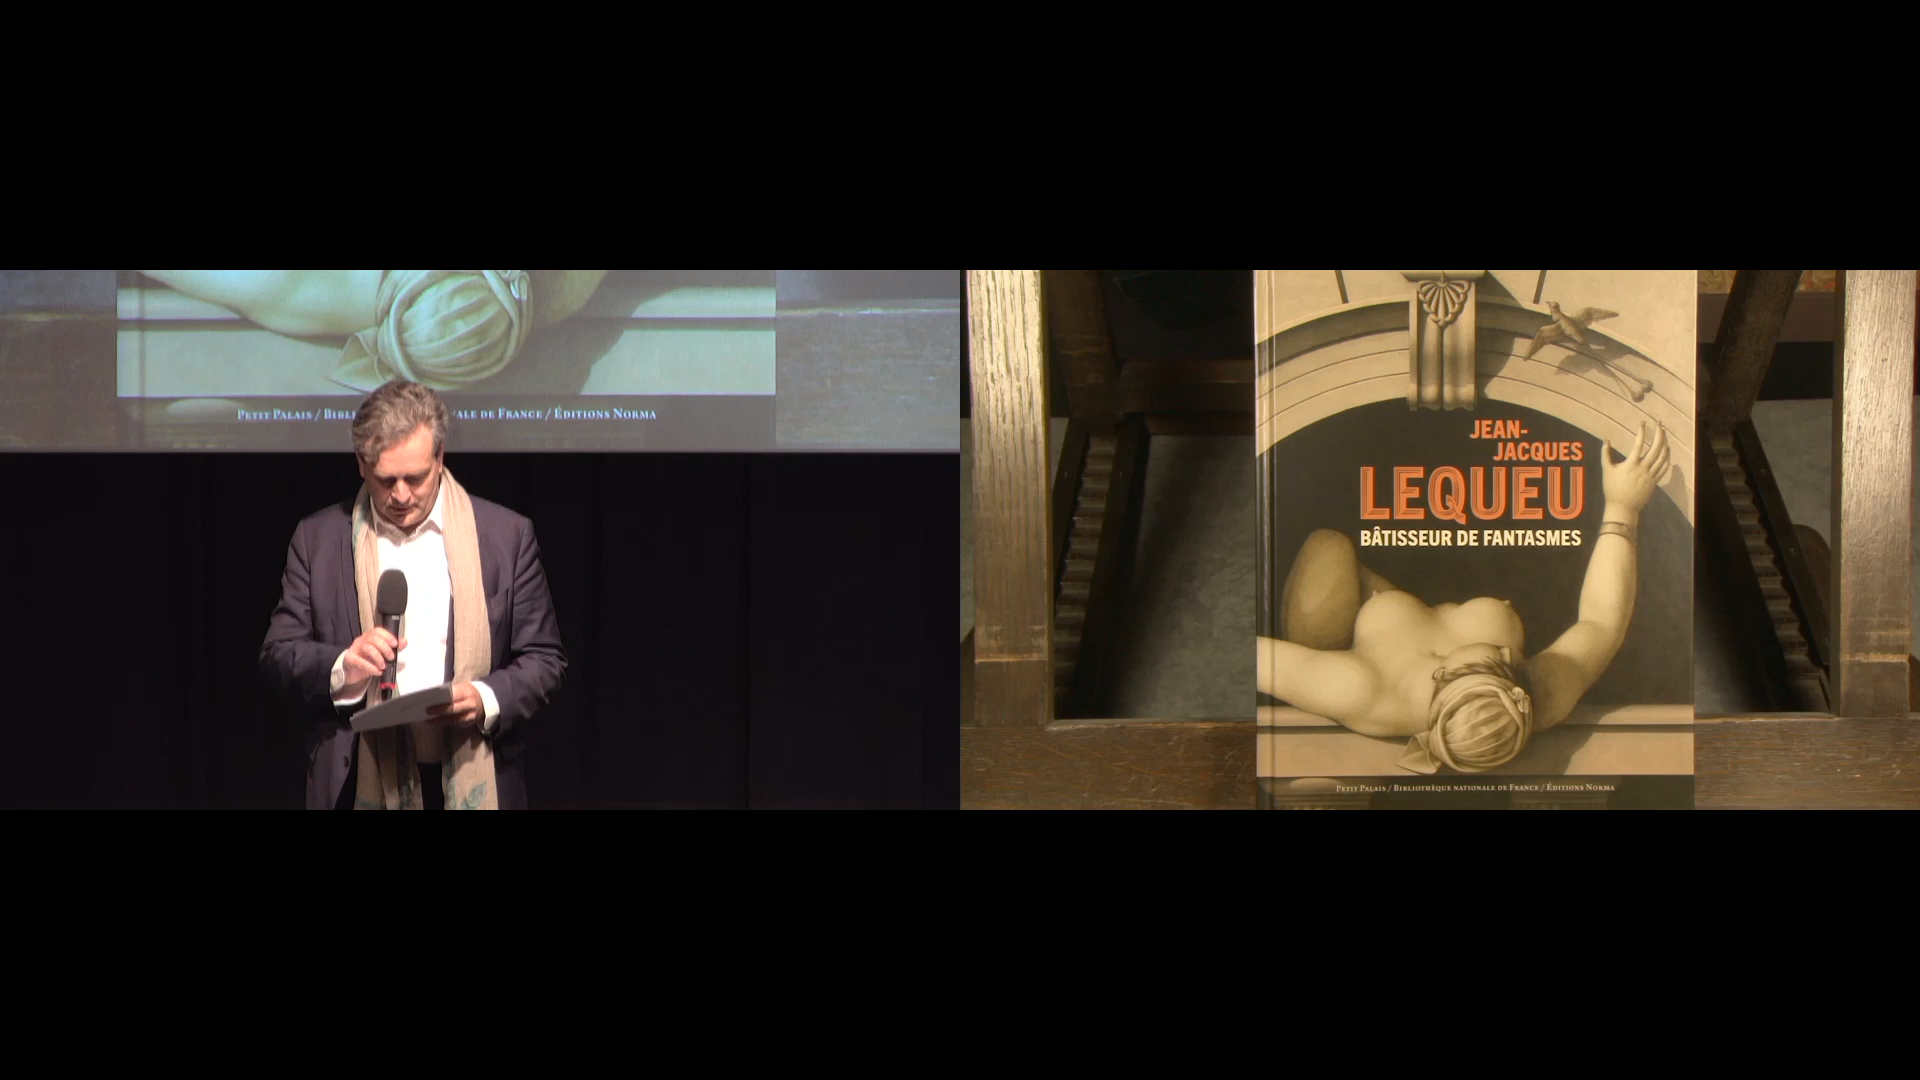 PETIT PALAIS / BIBL ALE DE FRANCE / ÉDITIONS NORMA
JEAN-
JACQUES
LEQUEU
BÂTISSEUR DE FANTASMES
PETIT PALAIS / BIBLIOTHÈQUE NATIONALE DE FRANCE / ÉDITIONS NORMA